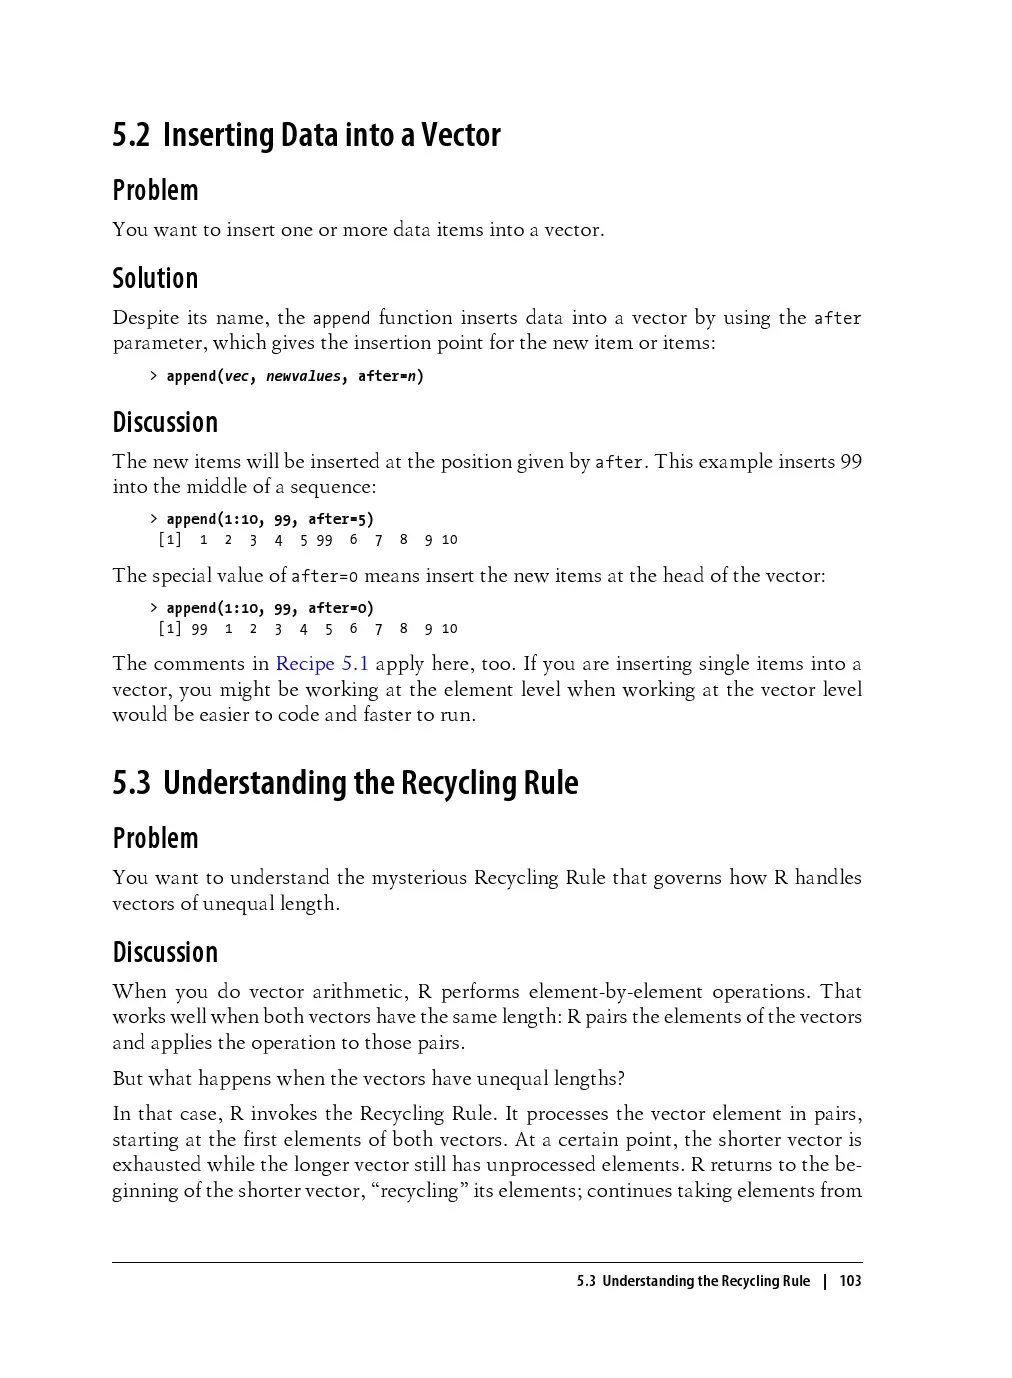 5.2 Inserting Data into a Vector
Problem
You want to insert one or more data items into a vector.
Solution
Despite its name, the append function inserts data into a vector by using the after
parameter, which gives the insertion point for the new item or items:
> append(vec, newvalues, after=n)
Discussion
The new items will be inserted at the position given by after. This example inserts 99
into the middle of a sequence:
> append(1:10, 99, after=5)
[1]  1  2  3  4  5 99  6  7  8  9 10
The special value of after=0 means insert the new items at the head of the vector:
> append(1:10, 99, after=0)
[1] 99  1  2  3  4  5  6  7  8  9 10
The comments in Recipe 5.1 apply here, too. If you are inserting single items into a
vector, you might be working at the element level when working at the vector level
would be easier to code and faster to run.
5.3 Understanding the Recycling Rule
Problem
You want to understand the mysterious Recycling Rule that governs how R handles
vectors of unequal length.
Discussion
When you do vector arithmetic, R performs element-by-element operations. That
works well when both vectors have the same length: R pairs the elements of the vectors
and applies the operation to those pairs.
But what happens when the vectors have unequal lengths?
In that case, R invokes the Recycling Rule. It processes the vector element in pairs,
starting at the first elements of both vectors. At a certain point, the shorter vector is
exhausted while the longer vector still has unprocessed elements. R returns to the be-
ginning of the shorter vector, “recycling” its elements; continues taking elements from
5.3 Understanding the Recycling Rule | 103